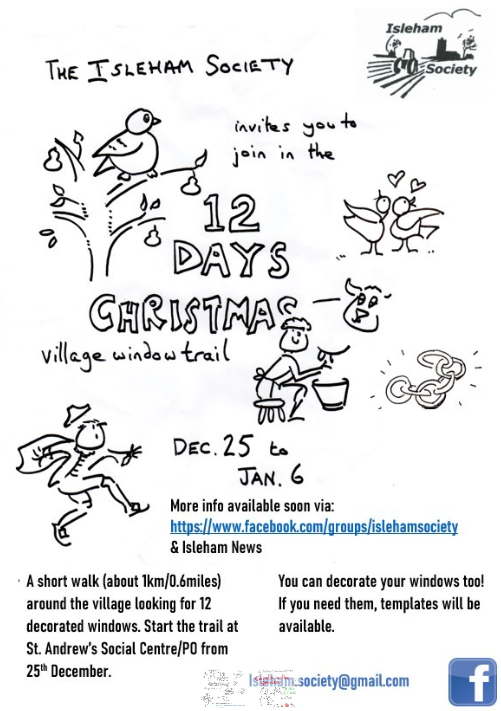 Isleham
Society
THE ISLEHAM SOCIETY
invites you to
join in the
12
DAYS
CHRISTMAS
village window trail
DEC. 25 to
JAN. 6
More info available soon via:
https://www.facebook.com/groups/islehamsociety
& Isleham News
A short walk (about 1km/0.6miles)
around the village looking for 12
decorated windows. Start the trail at
St. Andrew's Social Centre/PO from
25th December.
You can decorate your windows too!
If you need them, templates will be
available.
Isleham.society@gmail.com